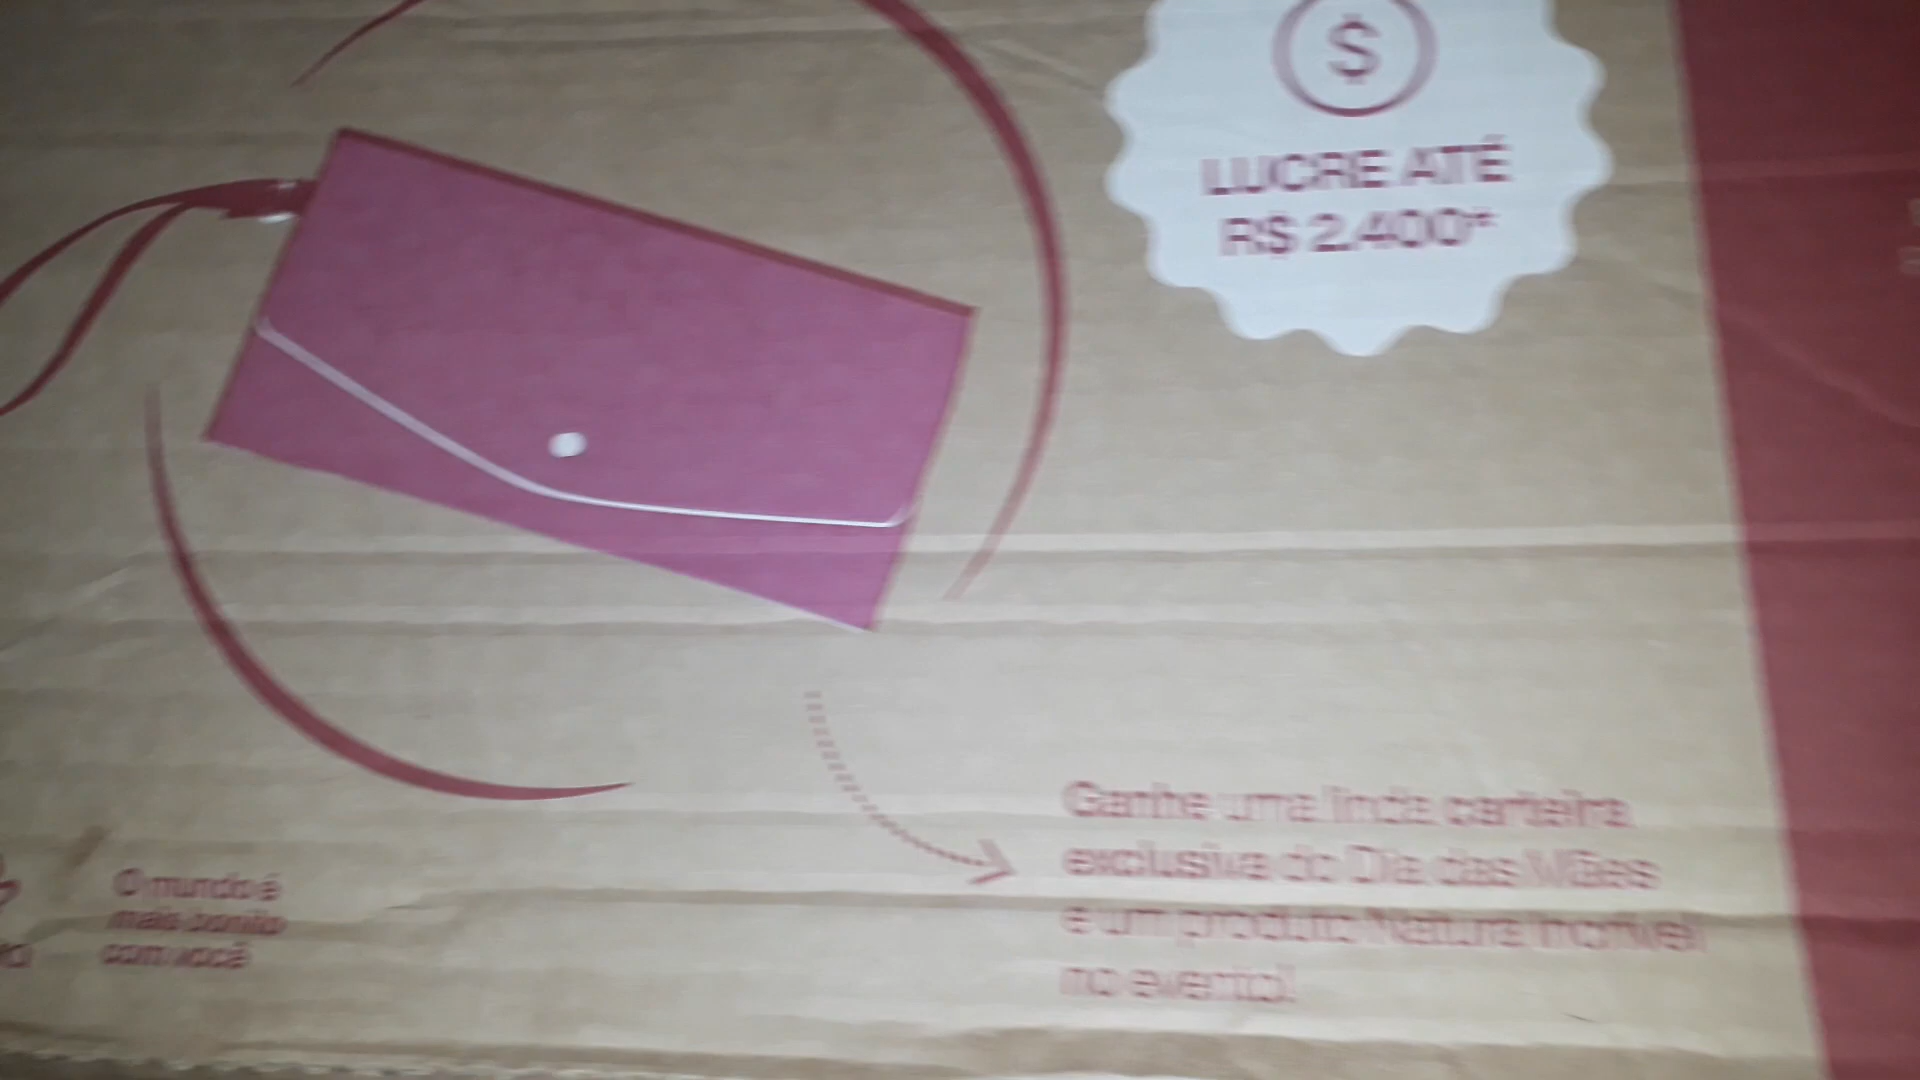 $
LUCRE ATÉ
R$ 2.400*
Ganhe uma linda carteira
exclusiva do Dia das Mães
e um produto Natura incrível
no evento!
O mundo é
mais bonito
com você